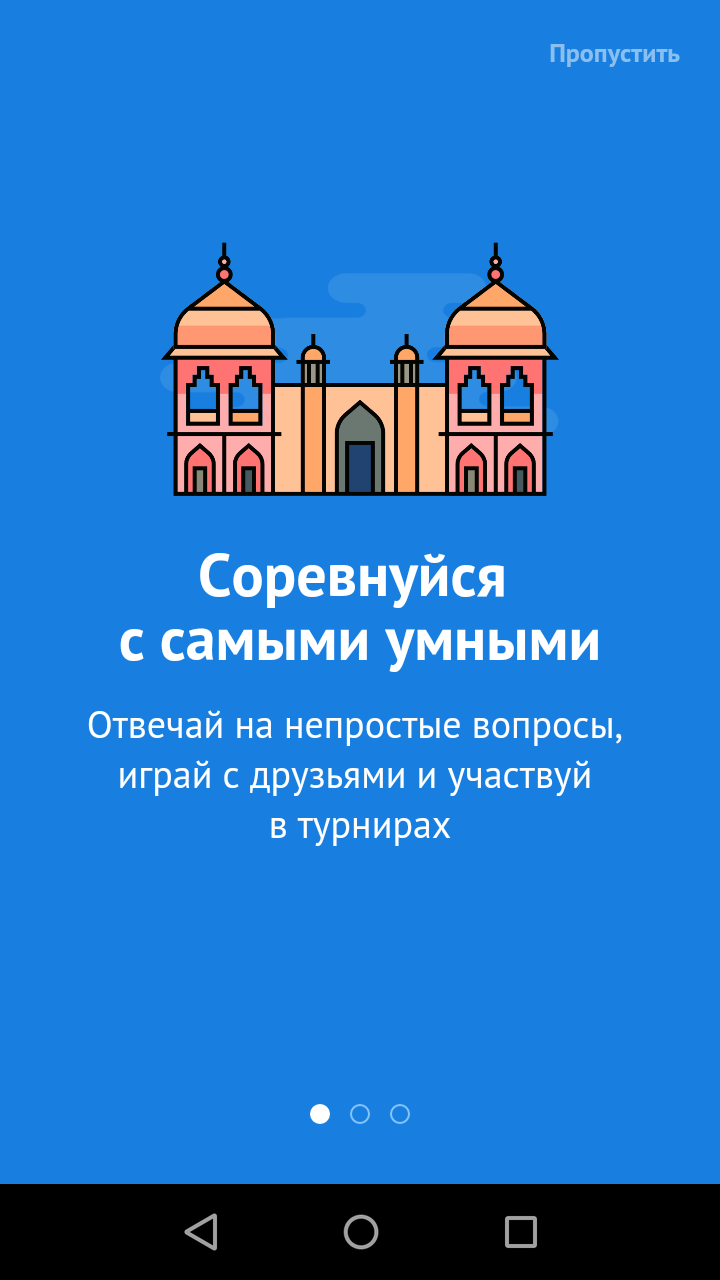 Пропустить
Соревнуйся
с самыми умными
Отвечай на непростые вопросы,
играй с друзьями и участвуй
в турнирах